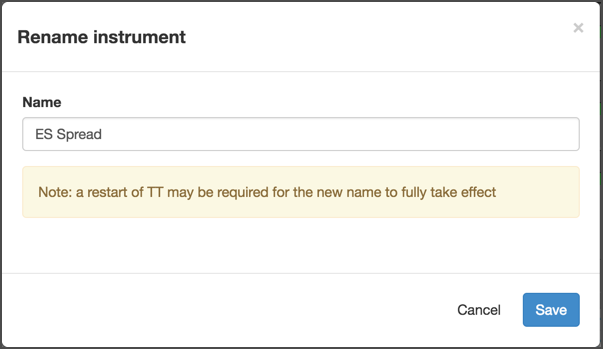 Rename instrument
×
Name
ES Spread
Note: a restart of TT may be required for the new name to fully take effect
Cancel
Save